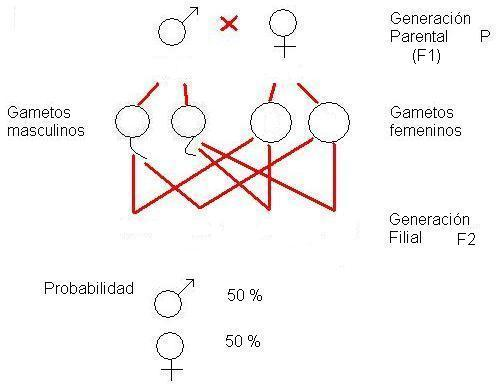 Generación
Parental P
(F1)
Gametos
masculinos
Gametos
femeninos
Generación
Filial F2
Probabilidad
50 %
50 %